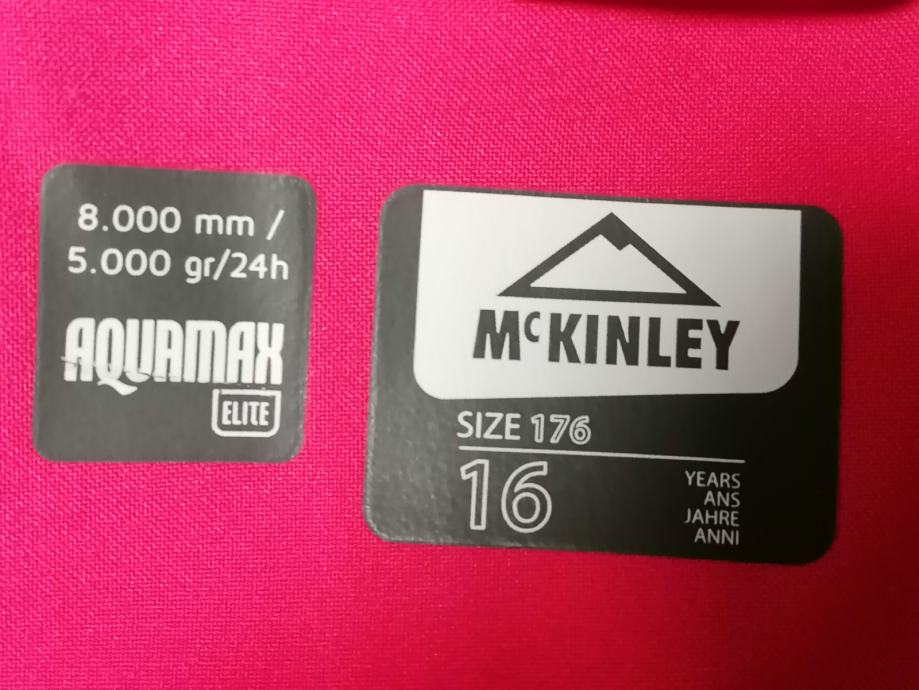 8.000 mm /
5.000 gr/24h
AQUAMAX
ELITE
McKINLEY
SIZE 176
16
YEARS
ANS
JAHRE
ANNI